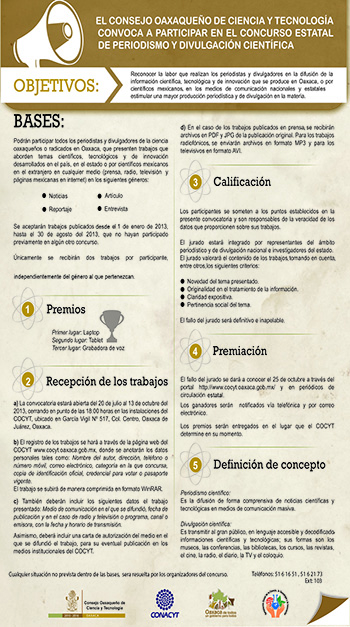 EL CONSEJO OAXAQUEÑO DE CIENCIA Y TECNOLOGÍA
CONVOCA A PARTICIPAR EN EL CONCURSO ESTATAL
DE PERIODISMO Y DIVULGACIÓN CIENTÍFICA
OBJETIVOS:
Reconocer la labor que realizan los periodistas y divulgadores en la difusión de la
información científica, tecnológica y de innovación que se produce en Oaxaca, o por
científicos mexicanos, en los medios de comunicación nacionales y estatales
estimular una mayor producción periodística y de divulgación en la materia.
BASES:
Podrán participar todos los periodistas y divulgadores de la ciencia
oaxaqueños o radicados en Oaxaca, que presenten trabajos que
aborden temas científicos, tecnológicos y de innovación
desarrollados en el país, en el estado o por científicos mexicanos
en el extranjero en cualquier medio (prensa, radio, televisión y
páginas mexicanas en internet) en los siguientes géneros:
Noticias
Artículo
Reportaje
Entrevista
Se aceptarán trabajos publicados desde el 1 de enero de 2013,
hasta el 30 de agosto del 2013, que no hayan participado
previamente en algún otro concurso.
Únicamente se recibirán dos trabajos por participante,
independientemente del género al que pertenezcan.
1 Premios
Primer lugar: Laptop
Segundo lugar: Tablet
Tercer lugar: Grabadora de voz
2 Recepción de los trabajos
a) La convocatoria estará abierta del 20 de julio al 13 de octubre del
2013, cerrando en punto de las 18:00 horas en las instalaciones del
COCYT, ubicado en García Vigil Nº 517, Col. Centro, Oaxaca de
Juárez, Oaxaca.
b) El registro de los trabajos se hará a través de la página web del
COCYT www.cocyt.oaxaca.gob.mx, donde se anotarán los datos
personales tales como: Nombre del autor, dirección, teléfono o
número móvil, correo electrónico, categoría en la que concursa,
copia de identificación oficial, credencial para votar o pasaporte
vigente.
El trabajo se subirá de manera comprimida en formato WinRAR.
c) También deberán incluir los siguientes datos el trabajo
presentado: Medio de comunicación en el que se difundió, fecha de
publicación y en el caso de radio y televisión o programa, canal o
emisora, con la fecha y horario de transmisión.
Asimismo, deberá incluir una carta de autorización del medio en el
que se difundió el trabajo, para su eventual publicación en los
medios institucionales del COCYT.
d) En el caso de los trabajos publicados en prensa, se recibirán
archivos en PDF y JPG de la publicación original. Para los trabajos
radiofónicos, se enviarán archivos en formato MP3 y para los
televisivos en formato AVI.
3 Calificación
Los participantes se someten a los puntos establecidos en la
presente convocatoria y son responsables de la veracidad de los
datos que proporcionen sobre sus trabajos.
El jurado estará integrado por representantes del ámbito
periodístico y de divulgación nacional e investigadores del estado.
El jurado valorará el contenido de los trabajos, tomando en cuenta,
entre otros, los siguientes criterios:
Novedad del tema presentado.
Originalidad en el tratamiento de la información.
Claridad expositiva.
Pertinencia social del tema.
El fallo del jurado será definitivo e inapelable.
4 Premiación
El fallo del jurado se dará a conocer el 25 de octubre a través del
portal http://www.cocyt.oaxaca.gob.mx/ y en periódicos de
circulación estatal.
Los ganadores serán notificados vía telefónica y por correo
electrónico.
Los premios serán entregados en el lugar que el COCYT
determine en su momento.
5 Definición de concepto
Periodismo científico:
Es la difusión de forma comprensiva de noticias científicas y
tecnológicas en medios de comunicación masiva.
Divulgación científica:
Es transmitir al gran público, en lenguaje accesible y decodificado
informaciones científicas y tecnológicas; sus formas son los
museos, las conferencias, las bibliotecas, los cursos, las revistas,
el cine, la radio, el diario, la TV y el coloquio.
Cualquier situación no prevista dentro de las bases, sera resuelta por los organizadores del concurso.
Teléfonos: 51 6 16 51 , 51 6 21 73
Ext: 103
Consejo Oaxaqueño
de Ciencia y Tecnología
CONACYT
Oaxaca de todos
un gobierno para todos